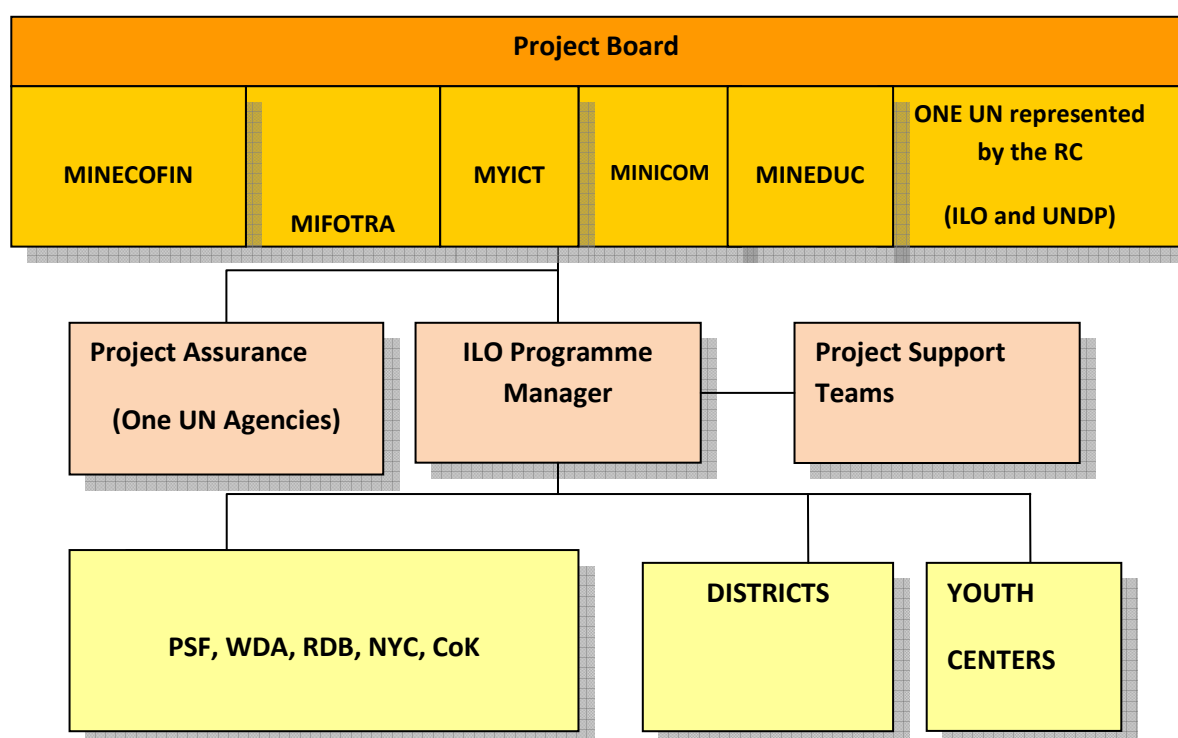 Project Board
MINECOFIN
MIFOTRA
MYICT
MINICOM
MINEDUC
ONE UN represented
by the RC
(ILO and UNDP)
Project Assurance
(One UN Agencies)
ILO Programme
Manager
Project Support
Teams
PSF, WDA, RDB, NYC, CoK
DISTRICTS
YOUTH
CENTERS